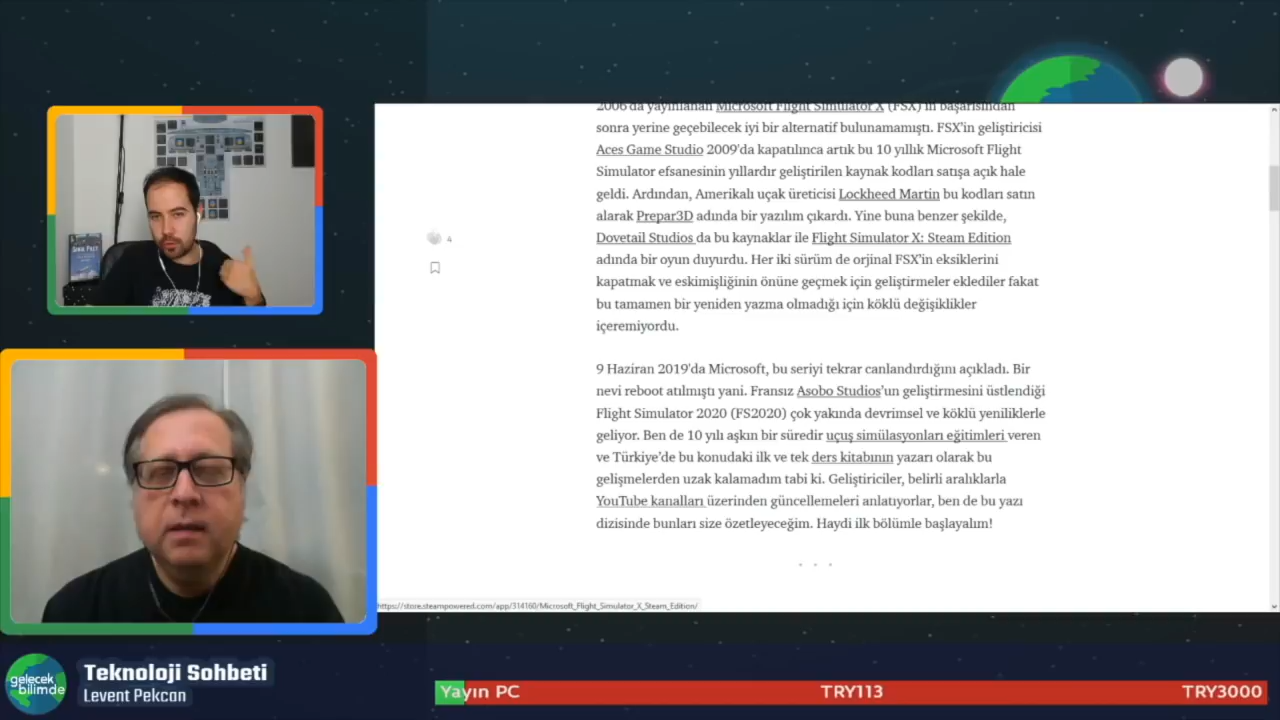 2006'da yayınlanan Microsoft Flight Simulator X (FSX)'in başarısından
sonra yerine geçebilecek iyi bir alternatif bulunamamıştı. FSX'in geliştiricisi
Aces Game Studio 2009'da kapatılınca artık bu 10 yıllık Microsoft Flight
Simulator efsanesinin yıllardır geliştirilen kaynak kodları satışa açık hale
geldi. Ardından, Amerikalı uçak üreticisi Lockheed Martin bu kodları satın
alarak Prepar3D adında bir yazılım çıkardı. Yine buna benzer şekilde,
Dovetail Studios da bu kaynaklar ile Flight Simulator X: Steam Edition
adında bir oyun duyurdu. Her iki sürüm de orjinal FSX'in eksiklerini
kapatmak ve eskimişliğinin önüne geçmek için geliştirmeler eklediler fakat
bu tamamen bir yeniden yazma olmadığı için köklü değişiklikler
içeremiyordu.
4
9 Haziran 2019'da Microsoft, bu seriyi tekrar canlandırdığını açıkladı. Bir
nevi reboot atılmıştı yani. Fransız Asobo Studios'un geliştirmesini üstlendiği
Flight Simulator 2020 (FS2020) çok yakında devrimsel ve köklü yeniliklerle
geliyor. Ben de 10 yılı aşkın bir süredir uçuş simülasyonları eğitimleri veren
ve Türkiye'de bu konudaki ilk ve tek ders kitabının yazarı olarak bu
gelişmelerden uzak kalamadım tabi ki. Geliştiriciler, belirli aralıklarla
YouTube kanalları üzerinden güncellemeleri anlatıyorlar, ben de bu yazı
dizisinde bunları size özetleyeceğim. Haydi ilk bölümle başlayalım!
. . .
https://store.steampowered.com/app/314160/Microsoft_Flight_Simulator_X_Steam_Edition/
gelecek
bilimde
Teknoloji Sohbeti
Levent Pekcan
Yayın PC TRY113 TRY3000